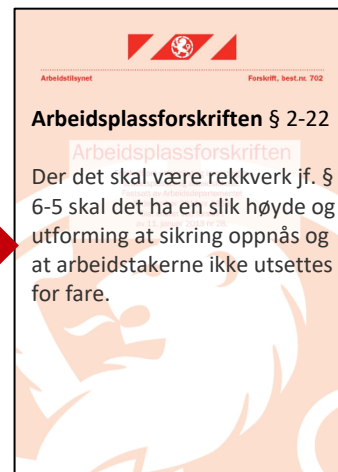 Arbeidstilsynet
Forskrift, best.nr. 702
Arbeidsplassforskriften § 2-22
Arbeidsplassforskriften
Der det skal være rekkverk jf. §
6-5 skal det ha en slik høyde og
utforming at sikring oppnås og
at arbeidstakerne ikke utsettes
for fare.